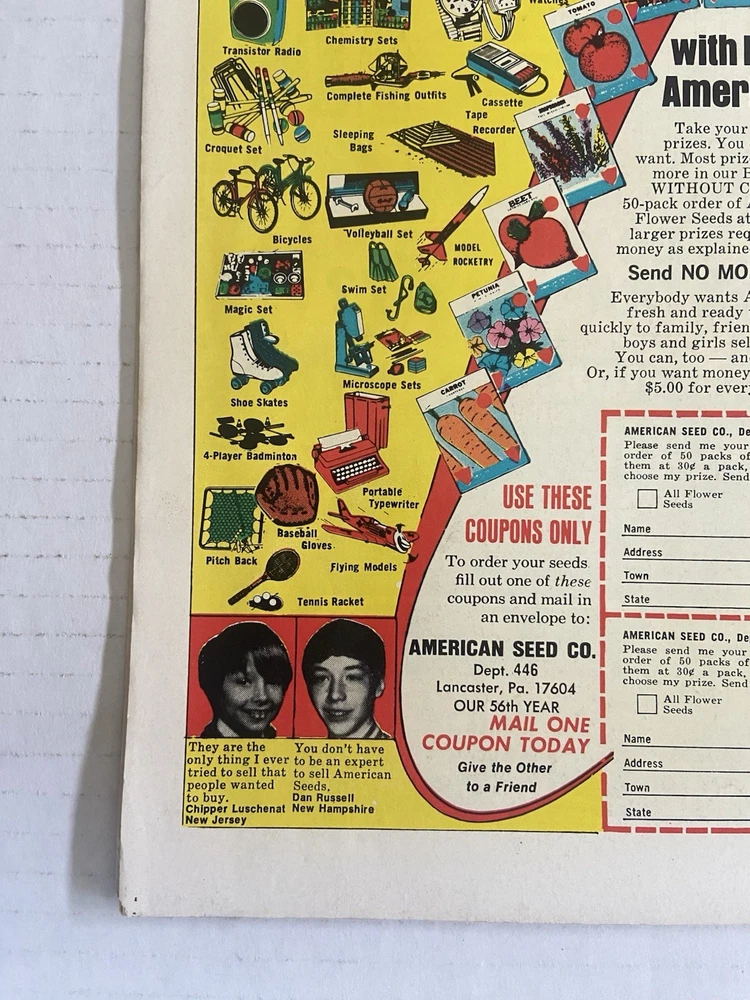 Watches
Transistor Radio
Chemistry Sets
Complete Fishing Outfits
Cassette
Tape
Recorder
Croquet Set
Sleeping
Bags
Bicycles
Volleyball Set
MODEL
ROCKETRY
Magic Set
Swim Set
Microscope Sets
Shoe Skates
4-Player Badminton
Portable
Typewriter
Baseball
Gloves
Pitch Back
Flying Models
Tennis Racket
TOMATO
BEET
PETUNIA
CARROT
with
Amer
Take your
prizes. You
want. Most priz
more in our B
WITHOUT C
50-pack order of A
Flower Seeds at
larger prizes req
money as explaine
Send NO MO
Everybody wants A
fresh and ready
quickly to family, frien
boys and girls sel
You can, too — an
Or, if you want money
$5.00 for ever
USE THESE
COUPONS ONLY
To order your seeds
fill out one of these
coupons and mail in
an envelope to:
AMERICAN SEED CO.
Dept. 446
Lancaster, Pa. 17604
OUR 56th YEAR
MAIL ONE
COUPON TODAY
Give the Other
to a Friend
AMERICAN SEED CO., De
Please send me your
order of 50 packs of
them at 30¢ a pack,
choose my prize. Send
All Flower
Seeds
Name
Address
Town
State
AMERICAN SEED CO., De
Please send me your
order of 50 packs of
them at 30¢ a pack,
choose my prize. Send
All Flower
Seeds
Name
Address
Town
State
They are the
only thing I ever
tried to sell that
people wanted
to buy.
Chipper Luschenat
New Jersey
You don't have
to be an expert
to sell American
Seeds.
Dan Russell
New Hampshire